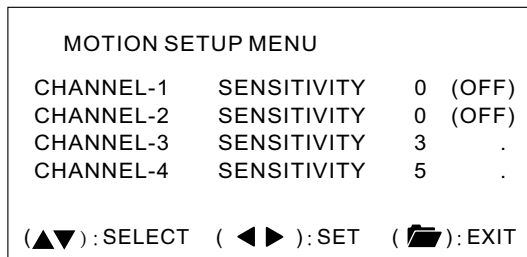 MOTION SETUP MENU
CHANNEL-1 SENSITIVITY 0 (OFF)
CHANNEL-2 SENSITIVITY 0 (OFF)
CHANNEL-3 SENSITIVITY 3 .
CHANNEL-4 SENSITIVITY 5 .
(▲▼) : SELECT ( ◀ ▶ ) : SET ( 📁 ) : EXIT